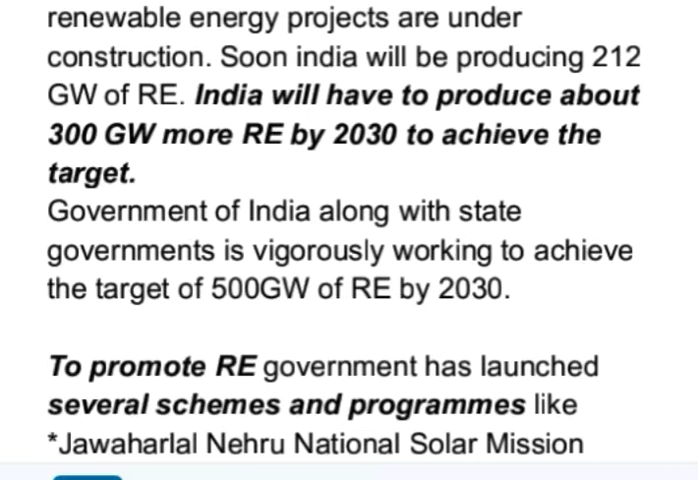 renewable energy projects are under
construction. Soon india will be producing 212
GW of RE. India will have to produce about
300 GW more RE by 2030 to achieve the
target.
Government of India along with state
governments is vigorously working to achieve
the target of 500GW of RE by 2030.
To promote RE government has launched
several schemes and programmes like
*Jawaharlal Nehru National Solar Mission